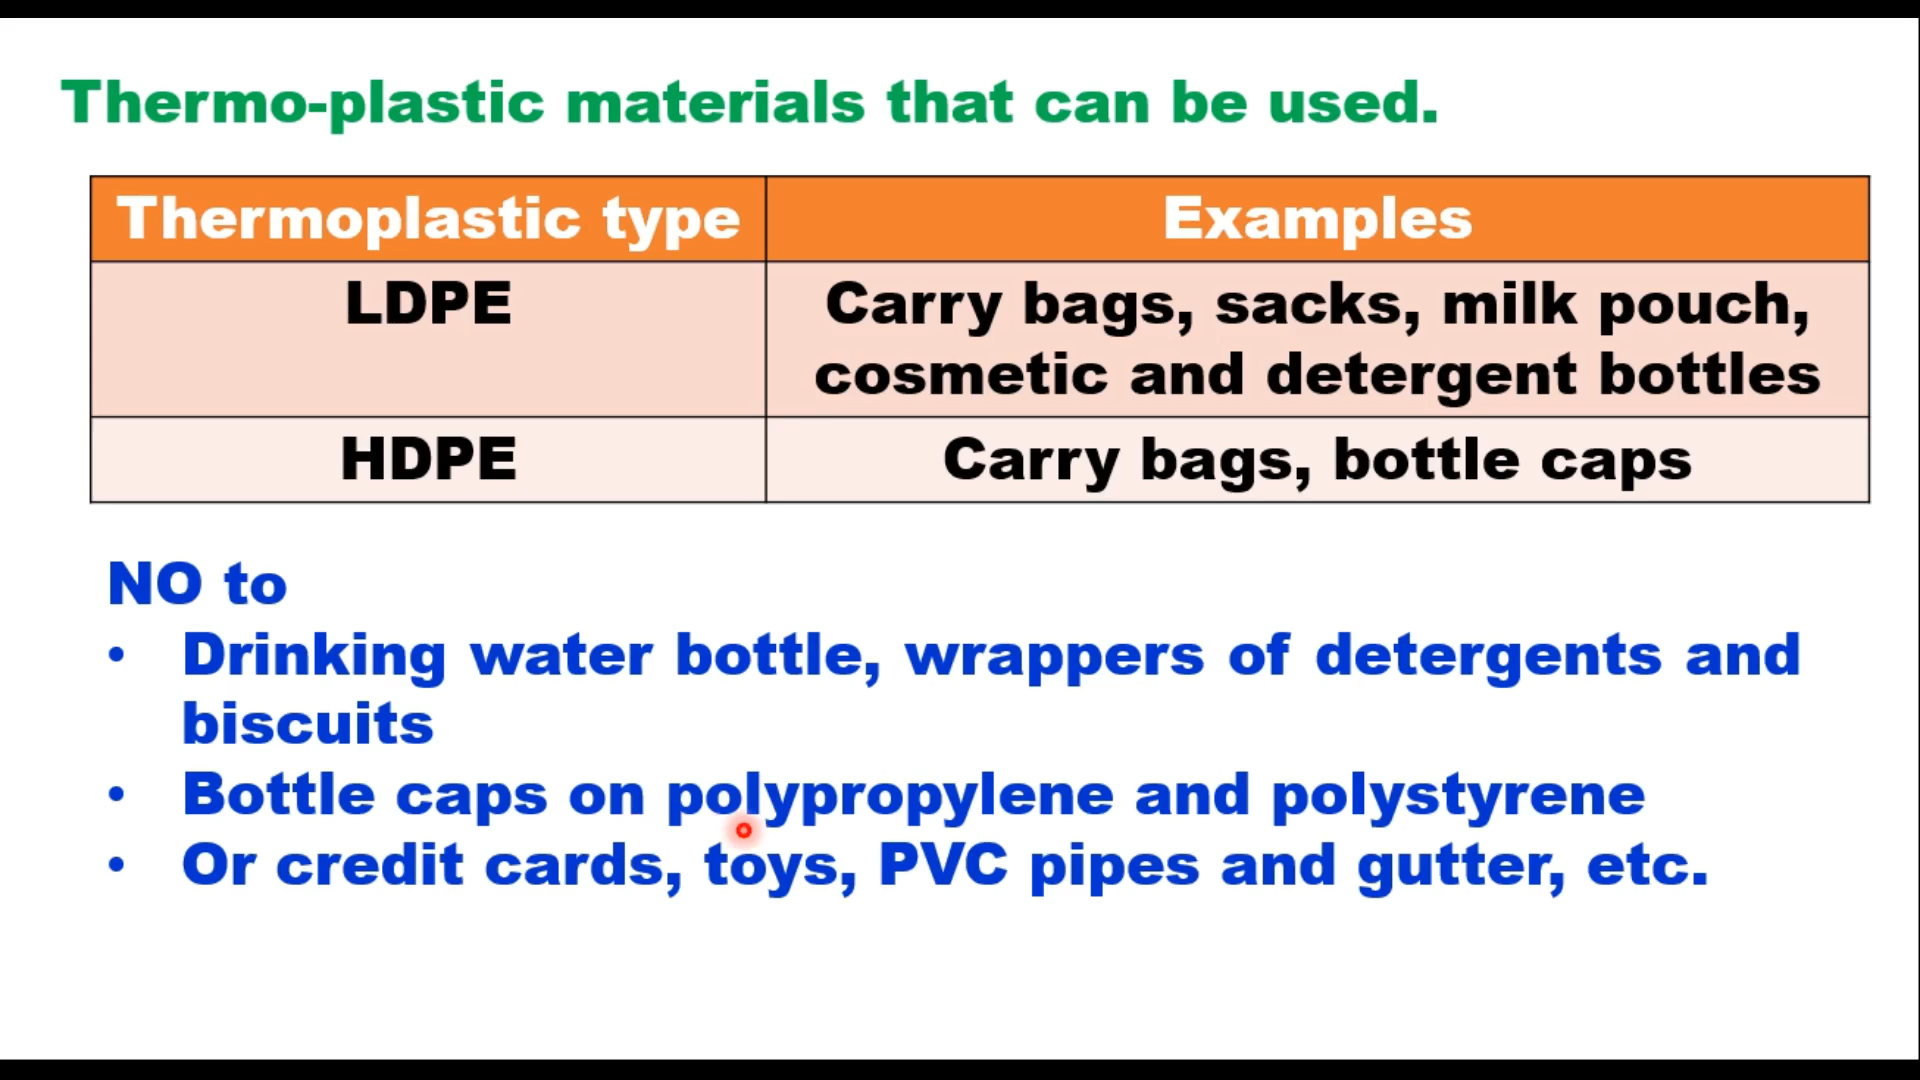 Thermo-plastic materials that can be used.
Thermoplastic type
Examples
LDPE
Carry bags, sacks, milk pouch,
cosmetic and detergent bottles
HDPE
Carry bags, bottle caps
NO to
• Drinking water bottle, wrappers of detergents and
biscuits
• Bottle caps on polypropylene and polystyrene
• Or credit cards, toys, PVC pipes and gutter, etc.